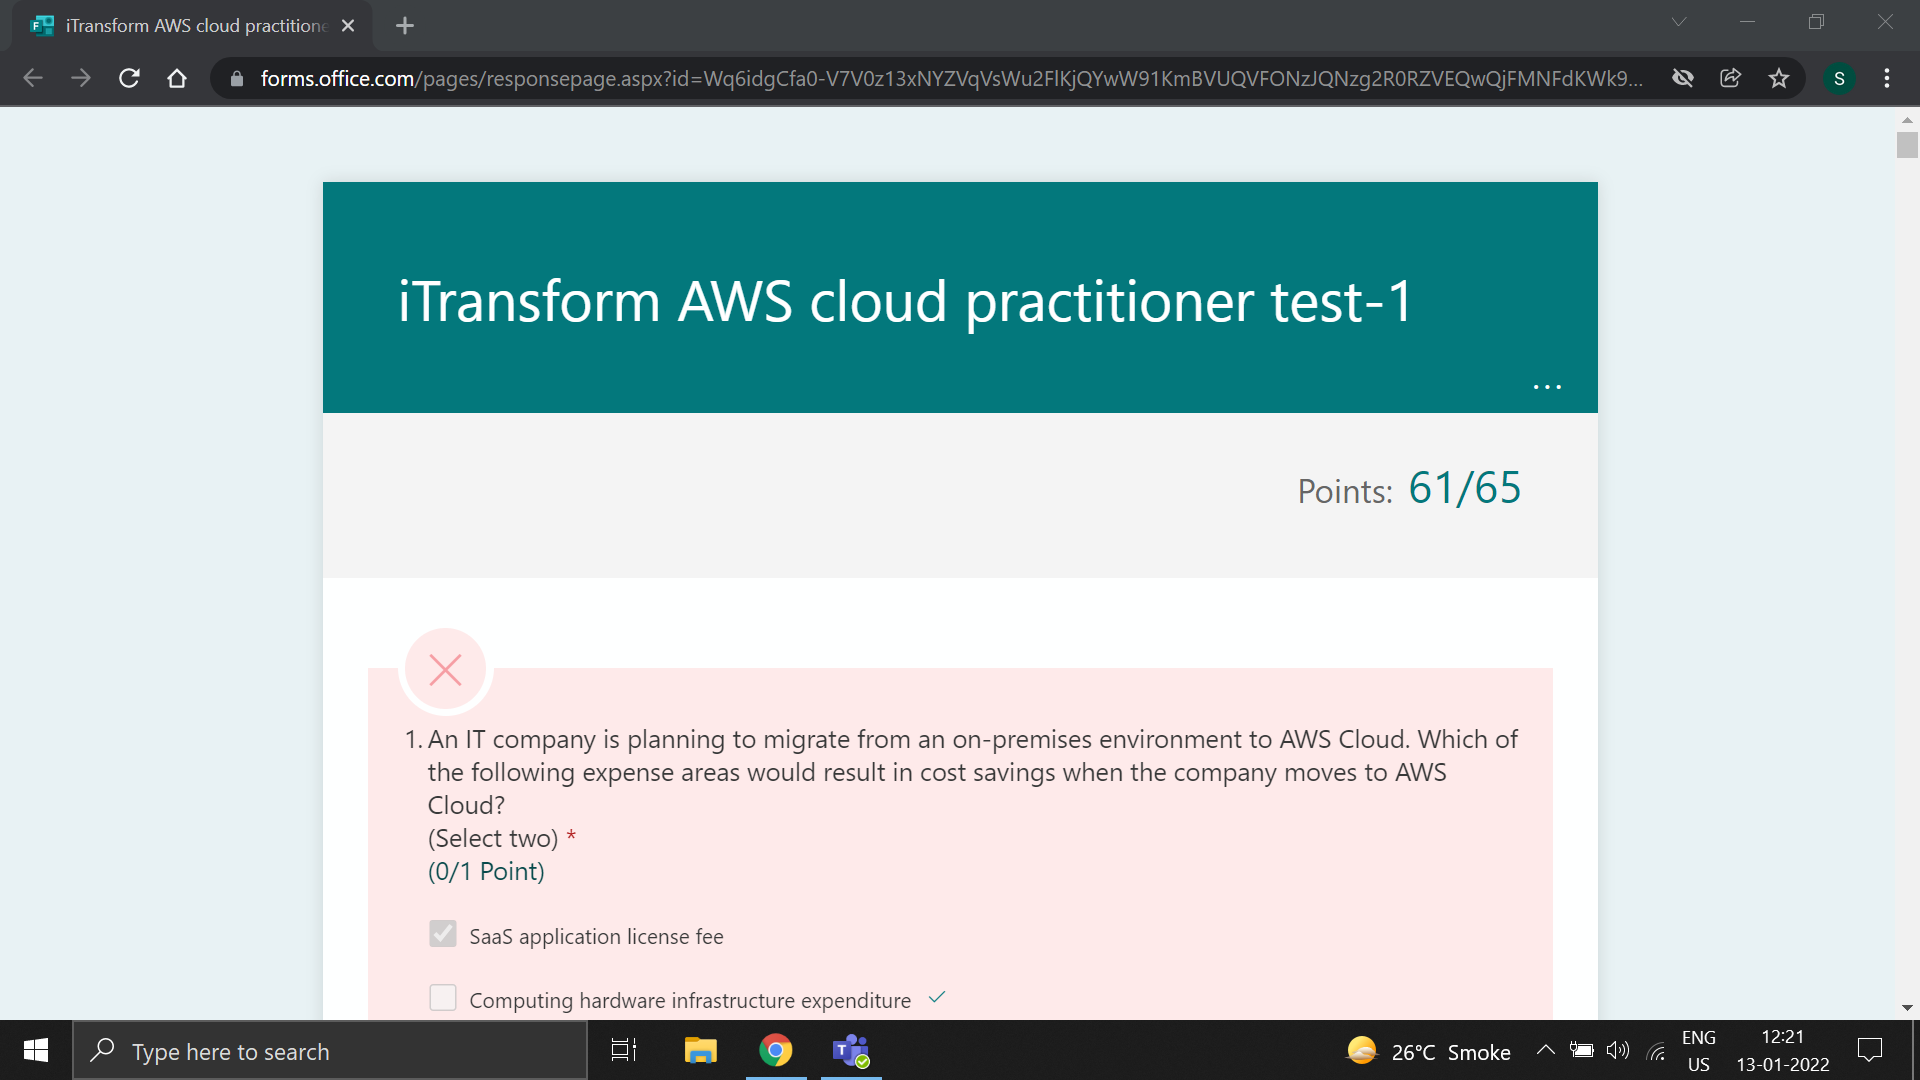 iTransform AWS cloud practitione
forms.office.com/pages/responsepage.aspx?id=Wq6idgCfa0-V7V0z13xNYZVqVsWu2FlKjQYwW91KmBVUQVFONzJQNzg2R0RZVEQwQjFMNFdKWk9...
S
iTransform AWS cloud practitioner test-1
...
Points: 61/65
1. An IT company is planning to migrate from an on-premises environment to AWS Cloud. Which of
the following expense areas would result in cost savings when the company moves to AWS
Cloud?
(Select two) *
(0/1 Point)
SaaS application license fee
Computing hardware infrastructure expenditure
Type here to search
26°C Smoke
ENG
US
12:21
13-01-2022